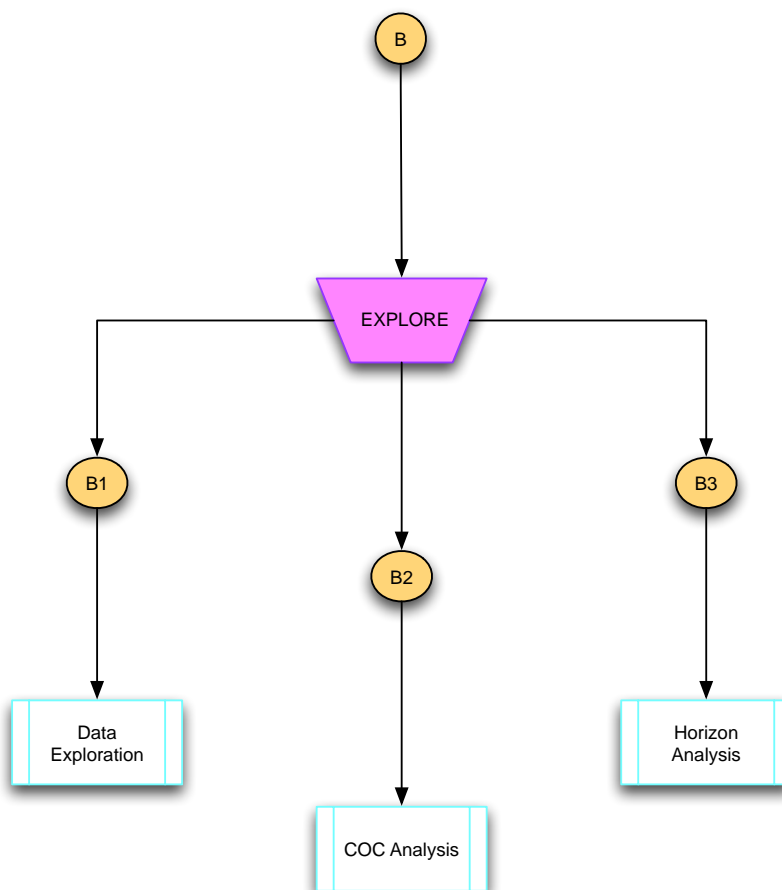 B
EXPLORE
B1
B3
B2
Data
Exploration
Horizon
Analysis
COC Analysis